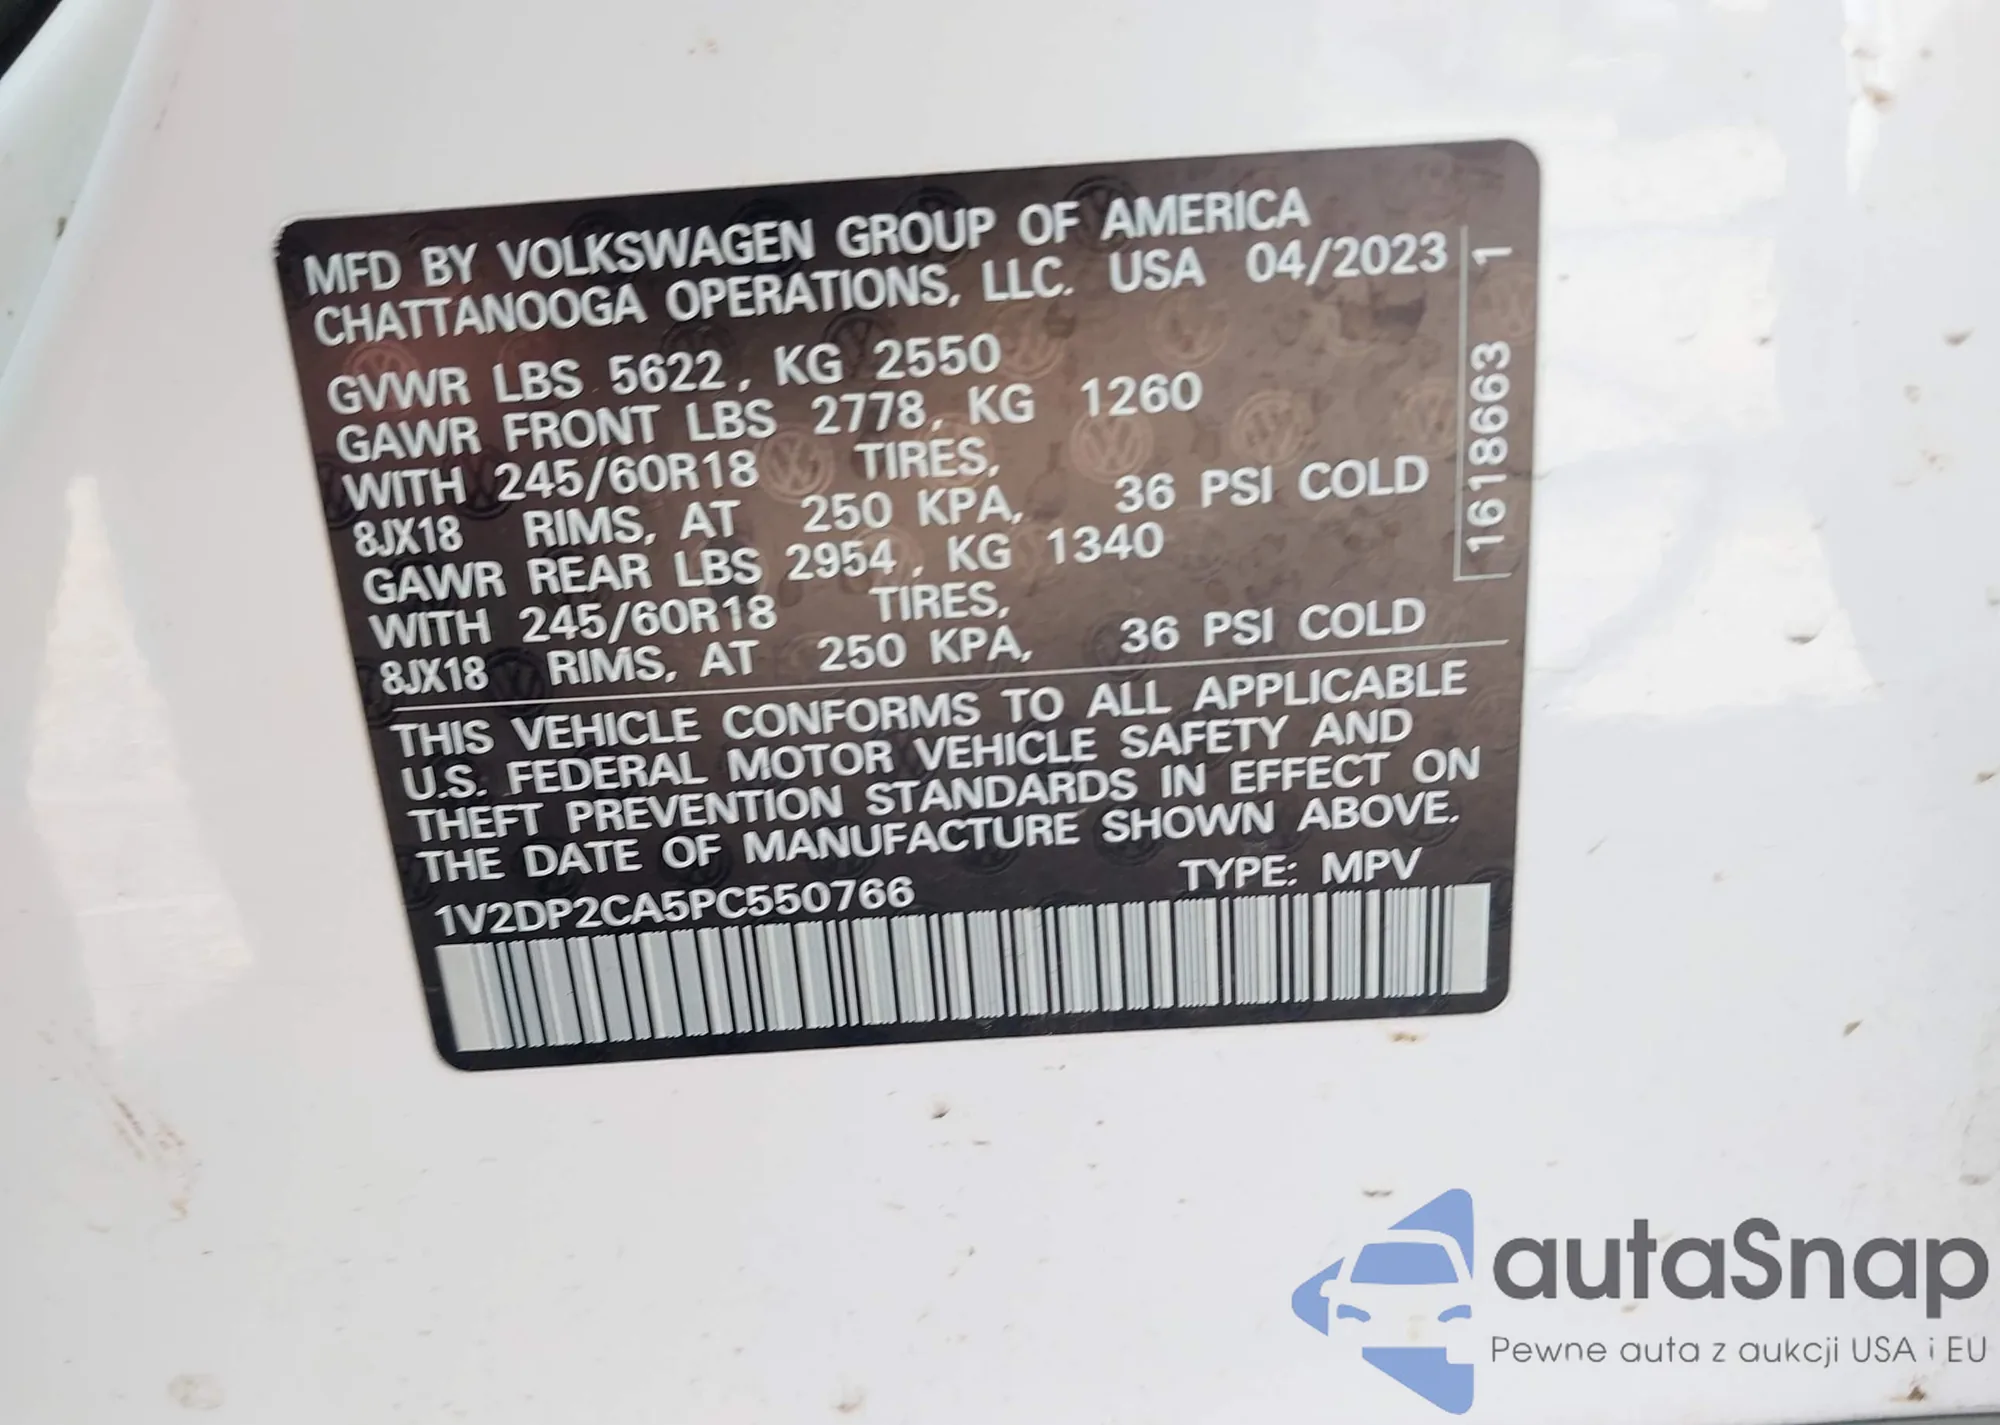 MFD BY VOLKSWAGEN GROUP OF AMERICA
CHATTANOOGA OPERATIONS, LLC. USA 04/2023
GVWR LBS 5622, KG 2550
GAWR FRONT LBS 2778, KG 1260
WITH 245/60R18 TIRES,
8JX18 RIMS, AT 250 KPA, 36 PSI COLD
GAWR REAR LBS 2954, KG 1340
WITH 245/60R18 TIRES,
8JX18 RIMS, AT 250 KPA, 36 PSI COLD
1618663 1
THIS VEHICLE CONFORMS TO ALL APPLICABLE
U.S. FEDERAL MOTOR VEHICLE SAFETY AND
THEFT PREVENTION STANDARDS IN EFFECT ON
THE DATE OF MANUFACTURE SHOWN ABOVE.
1V2DP2CA5PC550766 TYPE: MPV
autaSnap
Pewne auta z aukcji USA i EU